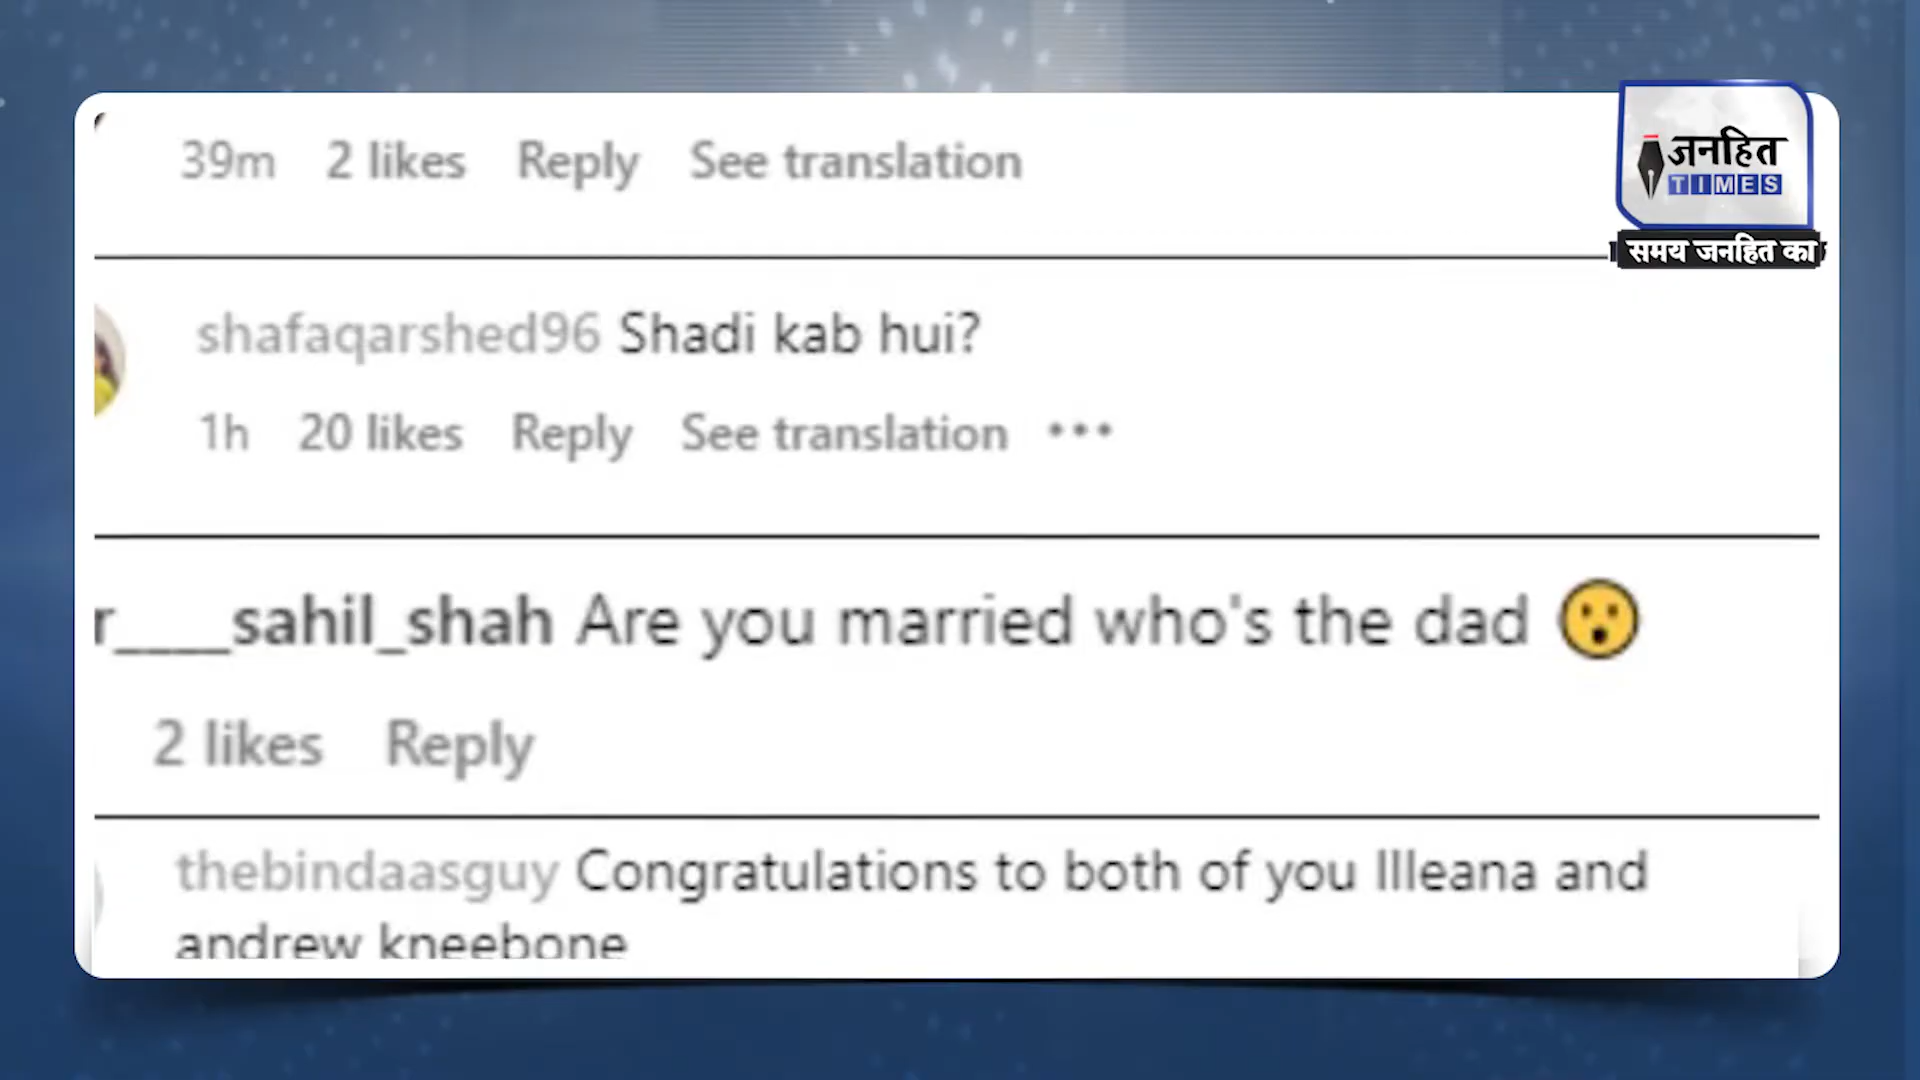 39m 2 likes Reply See translation
जनहित
TIMES
समय जनहित का
shafaqarshed96 Shadi kab hui?
1h 20 likes Reply See translation •••
r____sahil_shah Are you married who's the dad 😮
2 likes Reply
thebindaasguy Congratulations to both of you Illeana and
andrew kneebone